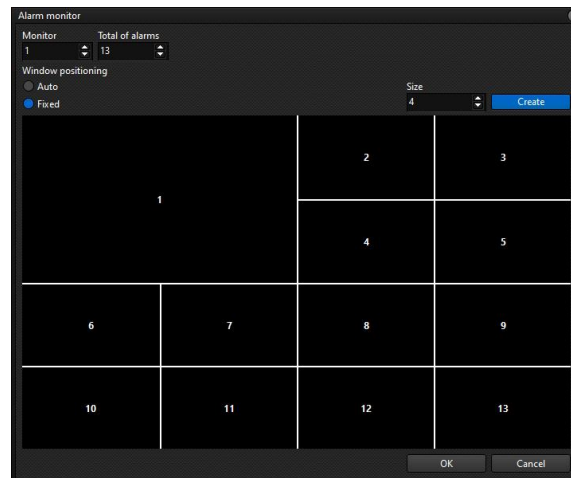 Alarm monitor
Monitor Total of alarms
1 13
Window positioning
Auto Size
Fixed 4 Create
2 3
1
4 5
6 7 8 9
10 11 12 13
OK Cancel